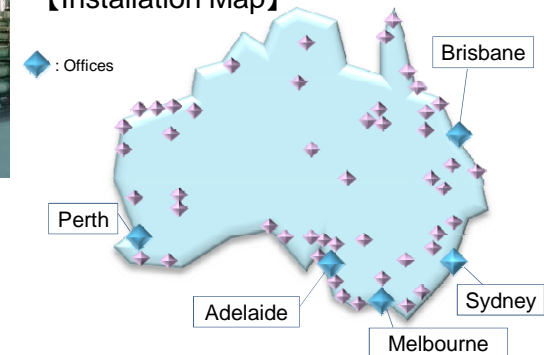 【Installation Map】
: Offices
Brisbane
Perth
Adelaide
Sydney
Melbourne